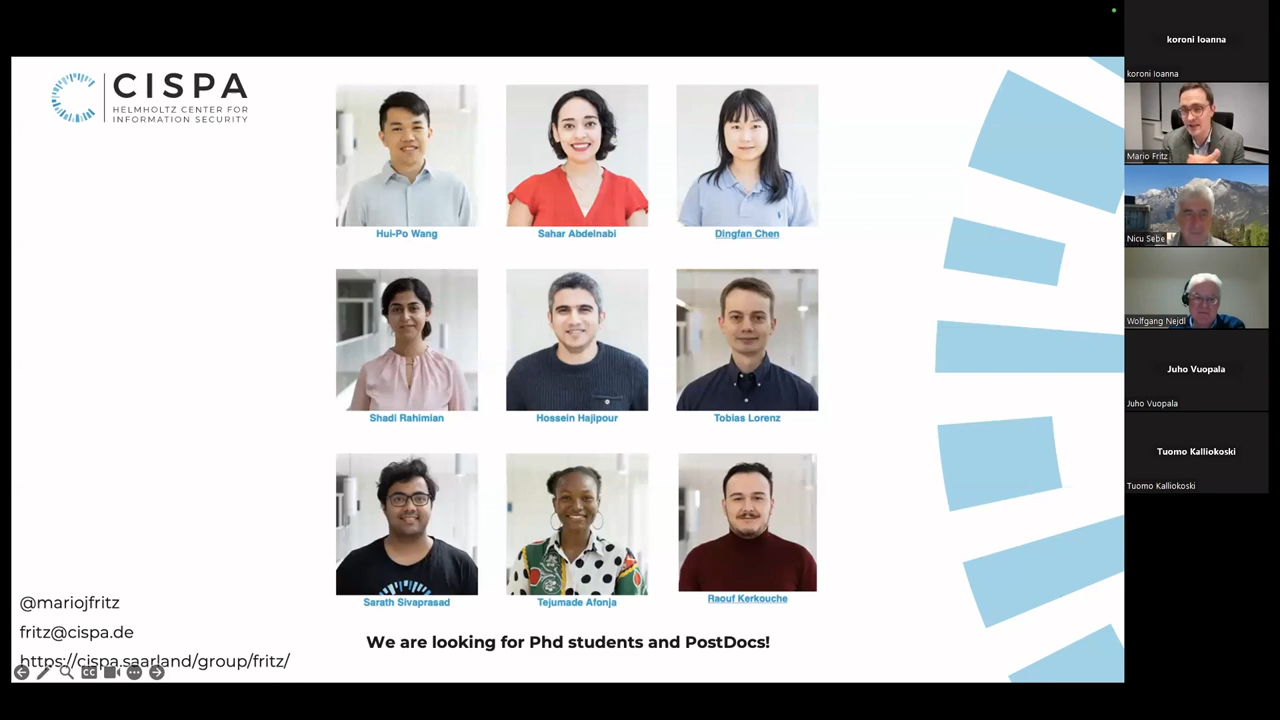 CISPA
HELMHOLTZ CENTER FOR
INFORMATION SECURITY
Hui-Po Wang
Sahar Abdelnabi
Dingfan Chen
Shadi Rahimian
Hossein Hajipour
Tobias Lorenz
Sarath Sivaprasad
Tejumade Afonja
Raouf Kerkouche
We are looking for Phd students and PostDocs!
@mariojfritz
fritz@cispa.de
https://cispa.saarland/group/fritz/
CC
koroni Ioanna
koroni Ioanna
Mario Fritz
Nicu Sebe
Wolfgang Nejdl
Juho Vuopala
Juho Vuopala
Tuomo Kalliokoski
Tuomo Kalliokoski